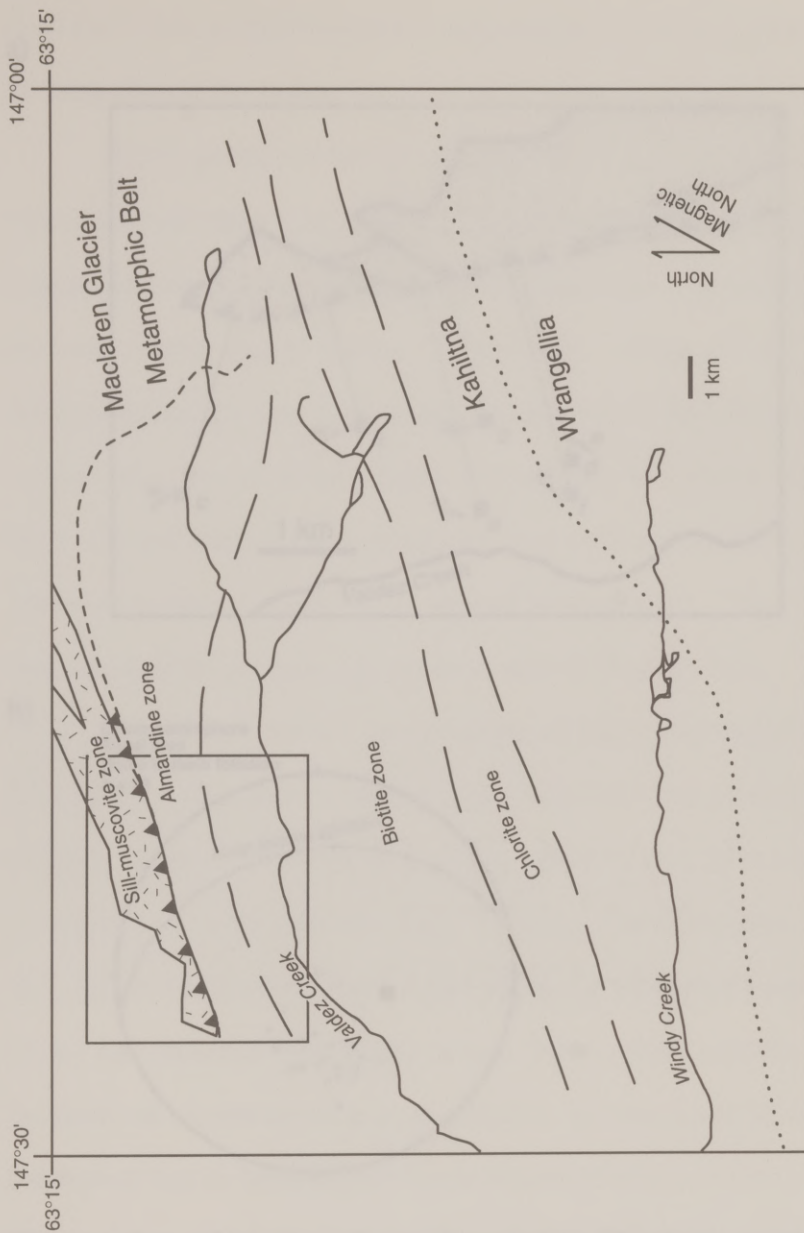 147°30'
147°00'
63°15'
63°15'
Maclaren Glacier
Metamorphic Belt
Sill-muscovite zone
Almandine zone
Valdez Creek
Biotite zone
Chlorite zone
Kahiltna
Wrangellia
Windy Creek
1 km
North
Magnetic
North